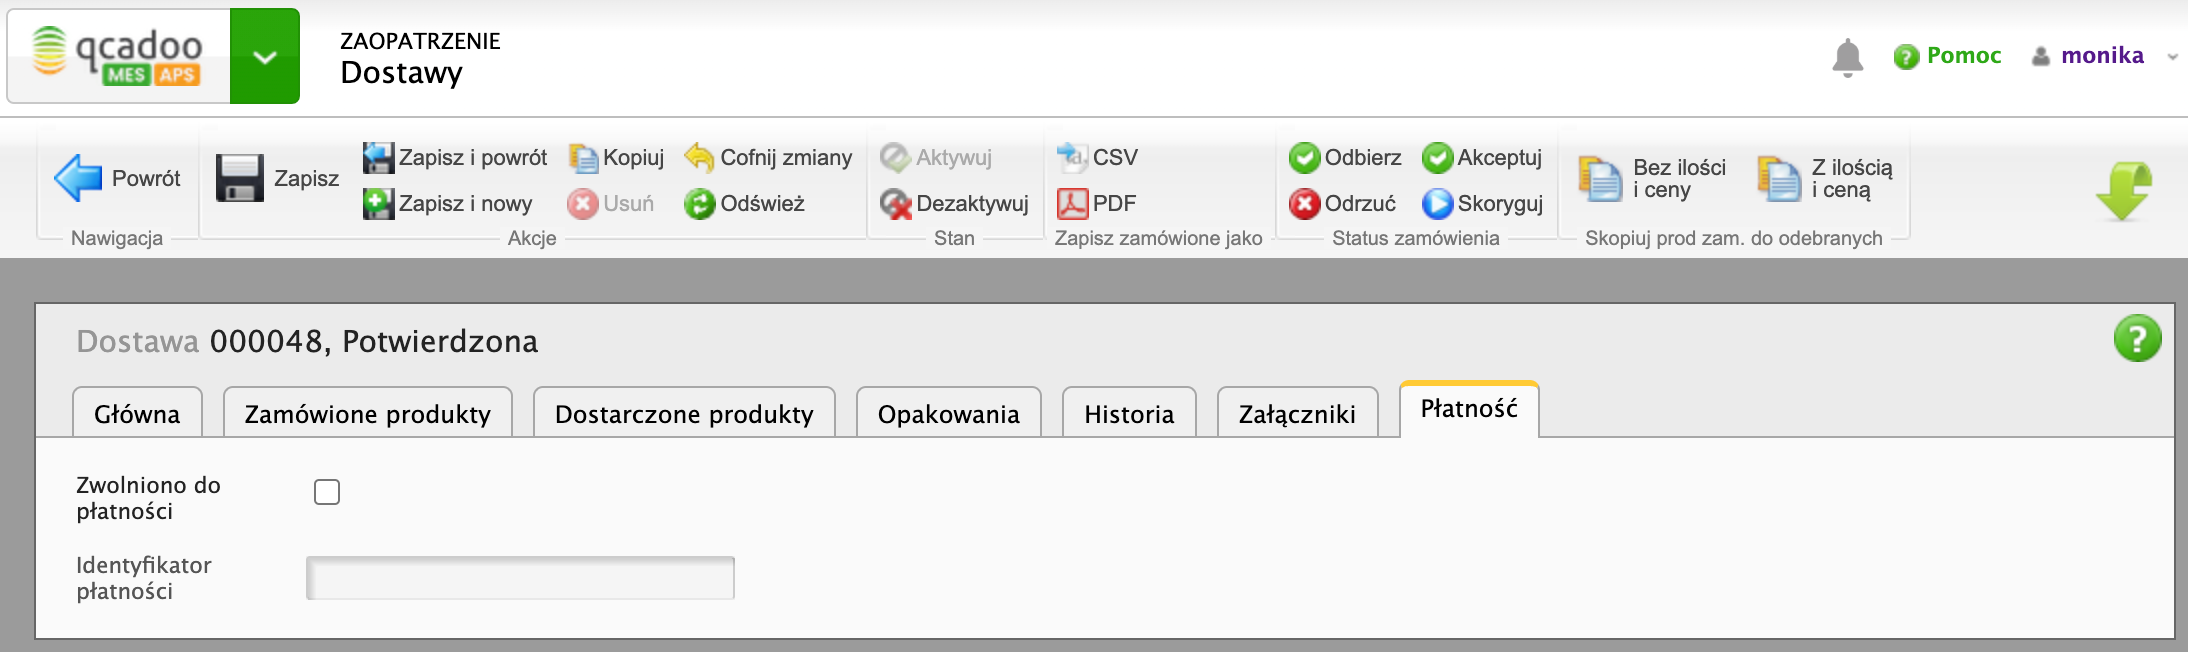 qcadoo
MES APS
ZAOPATRZENIE
Dostawy
Pomoc
monika
Powrót
Nawigacja
Zapisz
Zapisz i powrót
Kopiuj
Cofnij zmiany
Zapisz i nowy
Usuń
Odśwież
Akcje
Aktywuj
Dezaktywuj
Stan
CSV
PDF
Zapisz zamówione jako
Odbierz
Akceptuj
Odrzuć
Skoryguj
Status zamówienia
Bez ilości
i ceny
Z ilością
i ceną
Skopiuj prod zam. do odebranych
Dostawa 000048, Potwierdzona
Główna
Zamówione produkty
Dostarczone produkty
Opakowania
Historia
Załączniki
Płatność
Zwolniono do
płatności
Identyfikator
płatności